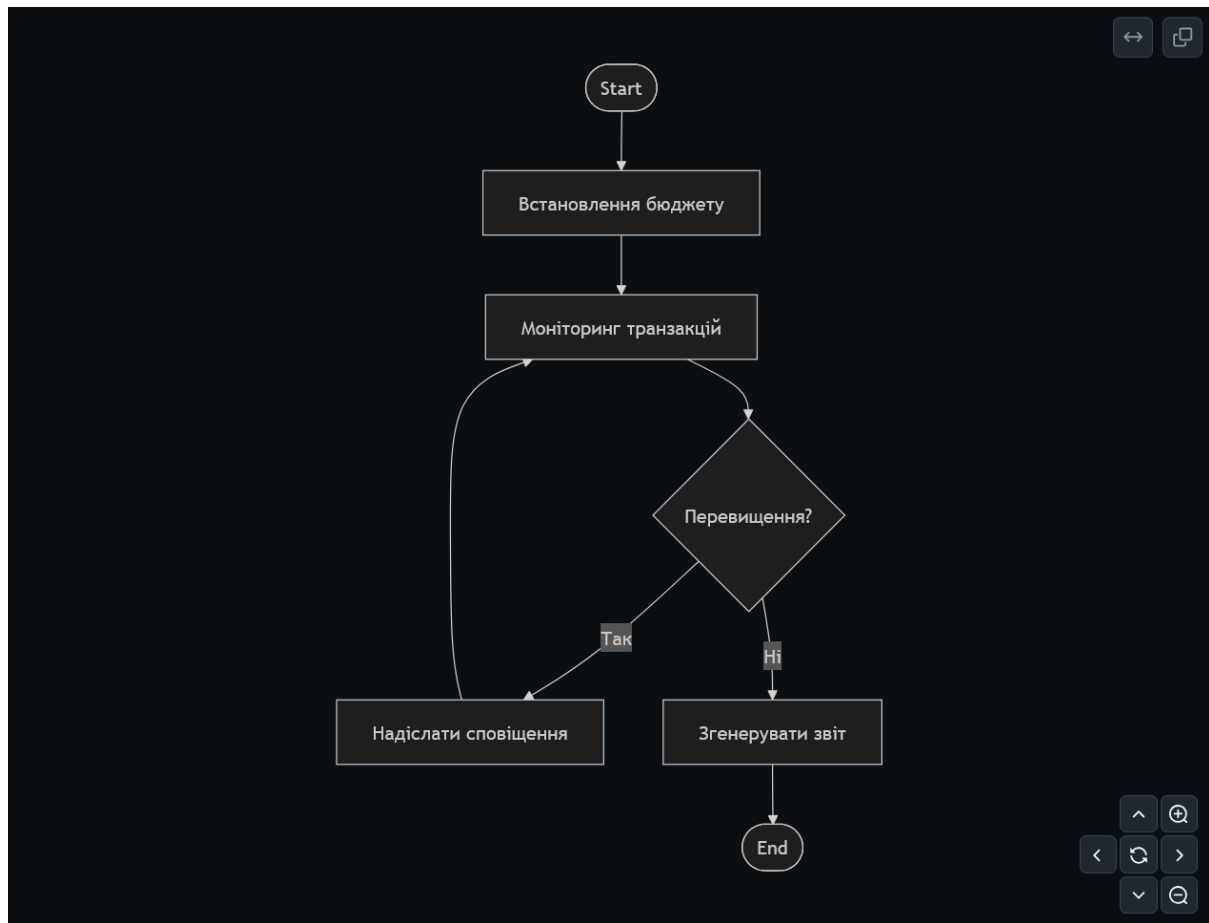 Start
Встановлення бюджету
Моніторинг транзакцій
Перевищення?
Так
Ні
Надіслати сповіщення
Згенерувати звіт
End